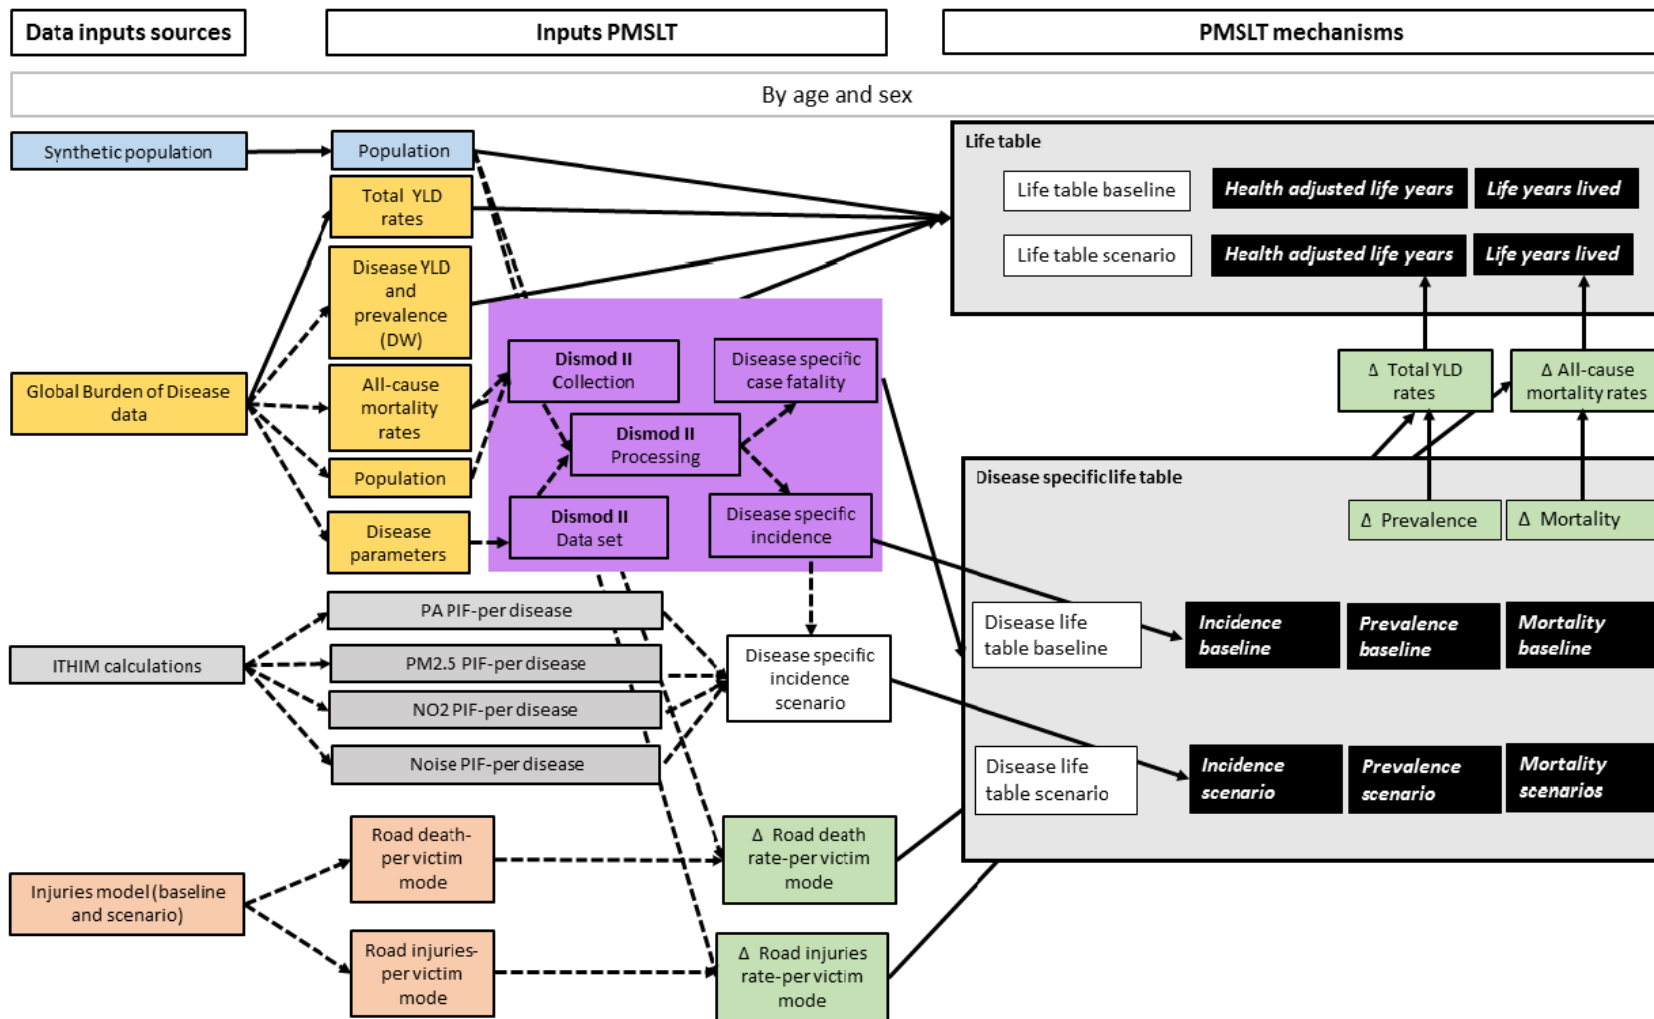 Data inputs sources
Inputs PMSLT
PMSLT mechanisms
By age and sex
Synthetic population
Population
Total YLD
rates
Disease YLD
and
prevalence
(DW)
Global Burden of Disease
data
All-cause
mortality
rates
Population
Disease
parameters
Dismod II
Collection
Disease specific
case fatality
Dismod II
Processing
Dismod II
Data set
Disease specific
incidence
ITHIM calculations
PA PIF-per disease
PM2.5 PIF-per disease
NO2 PIF-per disease
Noise PIF-per disease
Disease specific
incidence
scenario
Injuries model (baseline
and scenario)
Road death-
per victim
mode
Road injuries-
per victim
mode
Δ Road death
rate-per victim
mode
Δ Road injuries
rate-per victim
mode
Life table
Life table baseline
Health adjusted life years
Life years lived
Life table scenario
Health adjusted life years
Life years lived
Δ Total YLD
rates
Δ All-cause
mortality rates
Disease specific life table
Δ Prevalence
Δ Mortality
Disease life
table baseline
Incidence
baseline
Prevalence
baseline
Mortality
baseline
Disease life
table scenario
Incidence
scenario
Prevalence
scenario
Mortality
scenarios